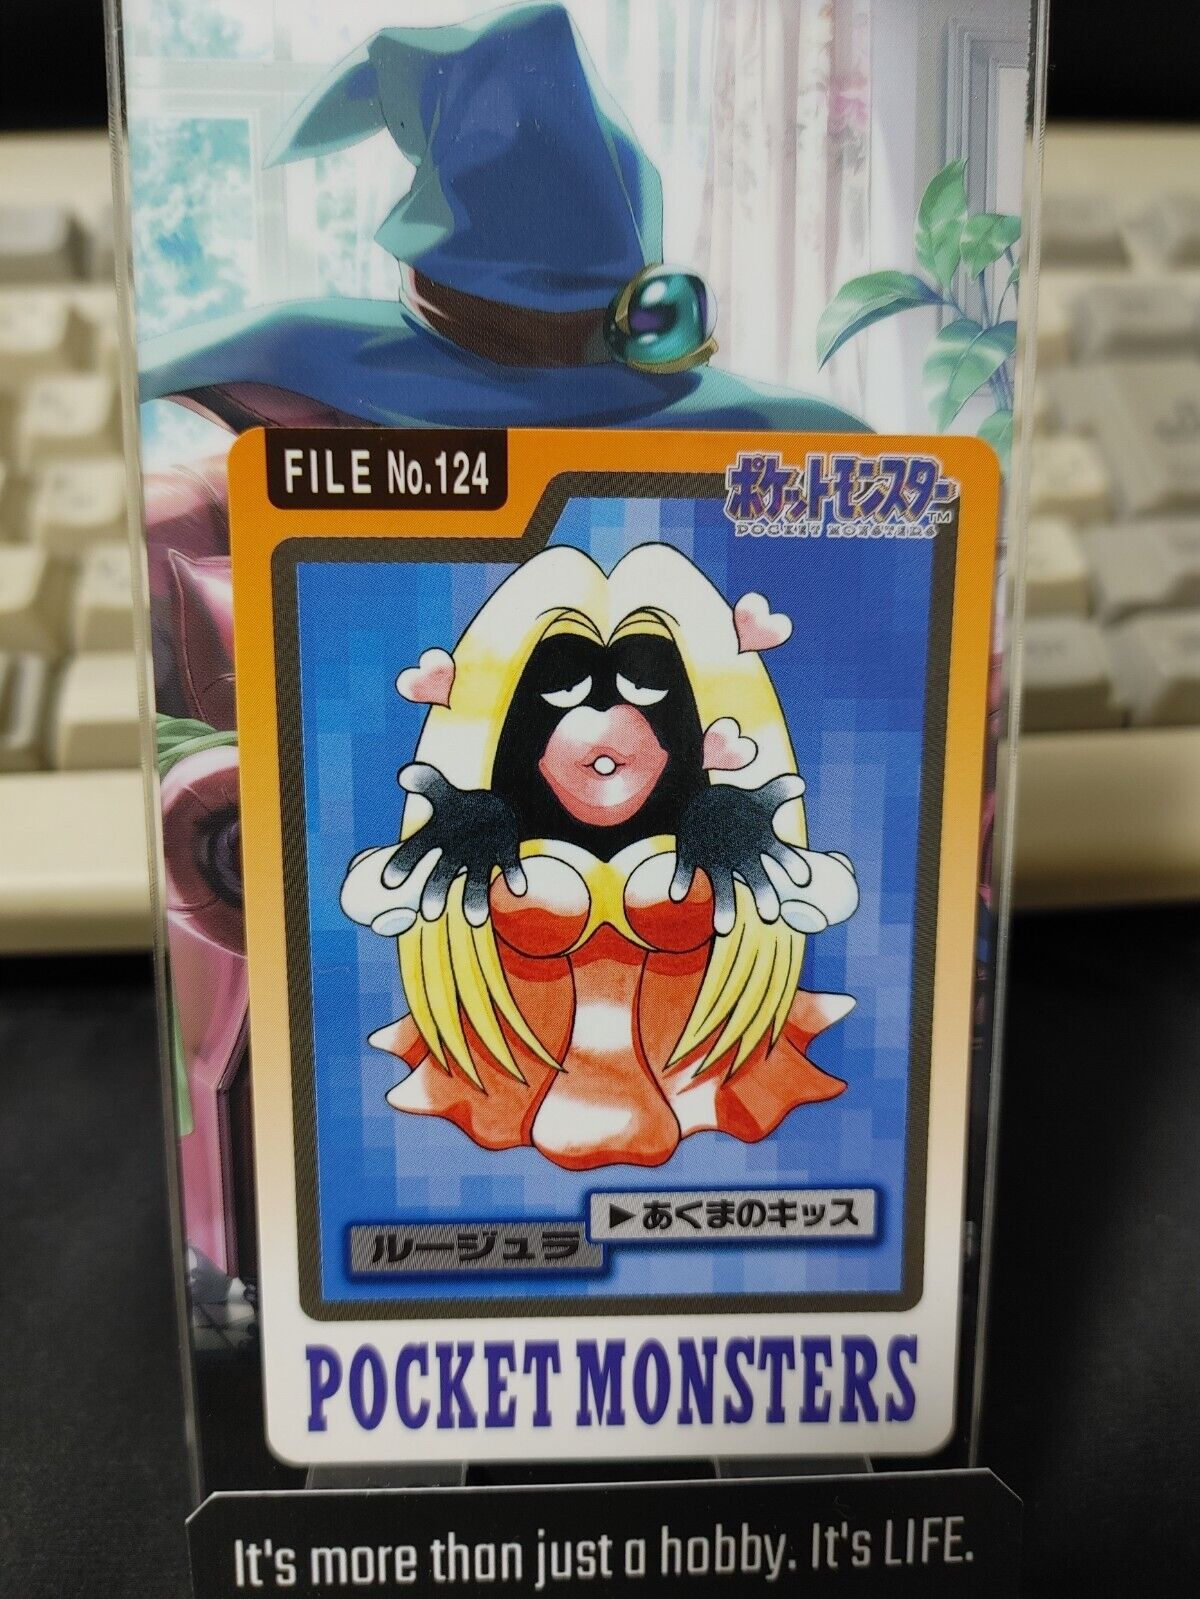 FILE No.124
ポケットモンスター
POCKET MONSTERS
TM
▶あくまのキッス
ルージュラ
POCKET MONSTERS
It's more than just a hobby. It's LIFE.